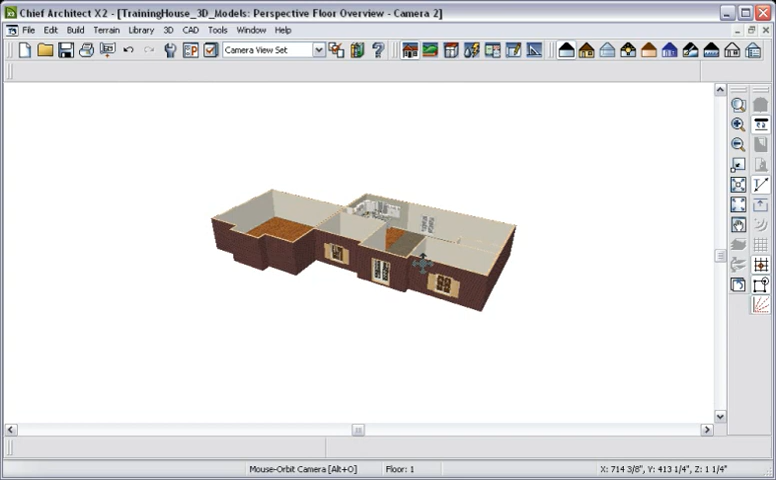 Chief Architect X2 - [TrainingHouse_3D_Models: Perspective Floor Overview - Camera 2]
File Edit Build Terrain Library 3D CAD Tools Window Help
Camera View Set
Mouse-Orbit Camera [Alt+O] Floor: 1 X: 714 3/8", Y: 413 1/4", Z: 1 1/4"